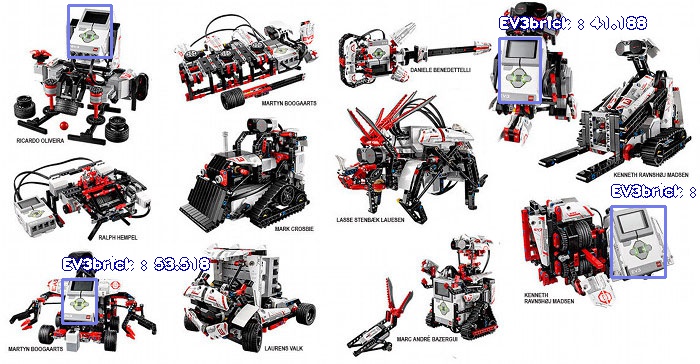 EV3brick : 41.188
DANIELE BENEDETTELLI
MARTYN BOOGAARTS
RICARDO OLIVEIRA
KENNETH RAVNSHØJ MADSEN
EV3brick :
LASSE STENBÆK LAUESEN
MARK CROSBIE
RALPH HEMPEL
EV3brick : 53.518
KENNETH
RAVNSHØJ MADSEN
MARC ANDRÉ BAZERGUI
MARTYN BOOGAARTS
LAURENS VALK